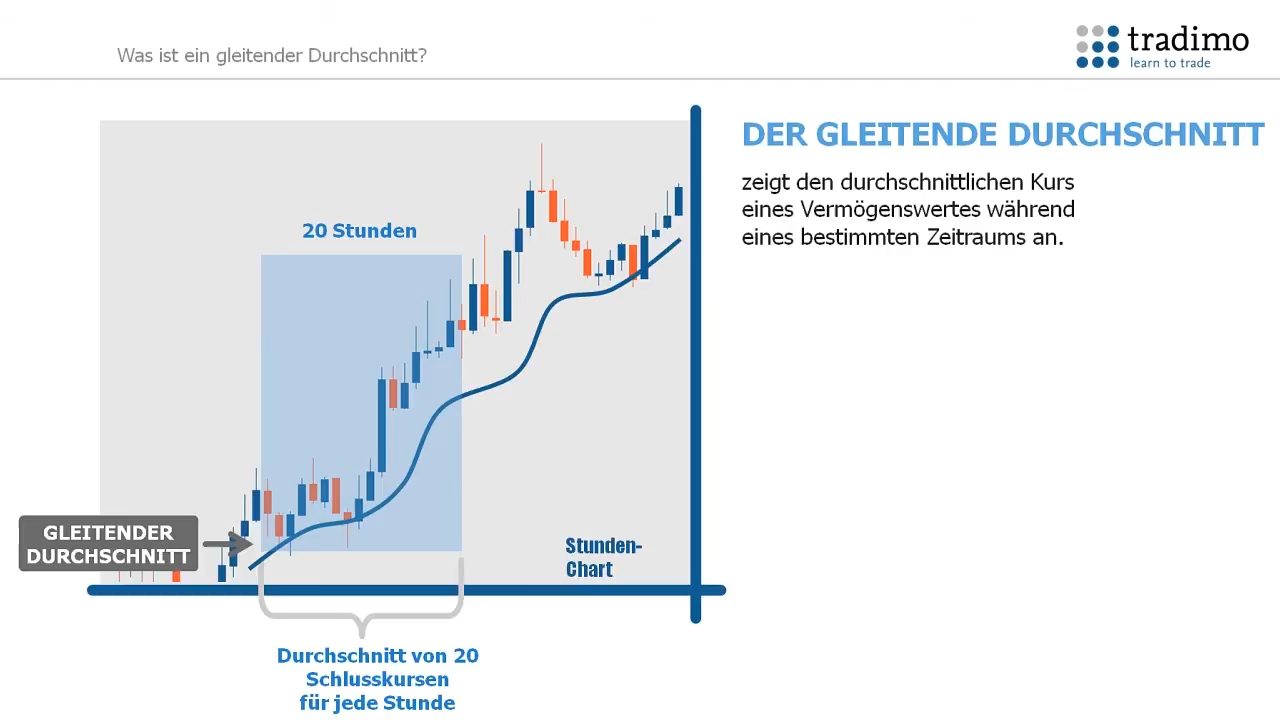 Was ist ein gleitender Durchschnitt?
tradimo
learn to trade
DER GLEITENDE DURCHSCHNITT
zeigt den durchschnittlichen Kurs
eines Vermögenswertes während
eines bestimmten Zeitraums an.
20 Stunden
GLEITENDER
DURCHSCHNITT
Stunden-
Chart
Durchschnitt von 20
Schlusskursen
für jede Stunde